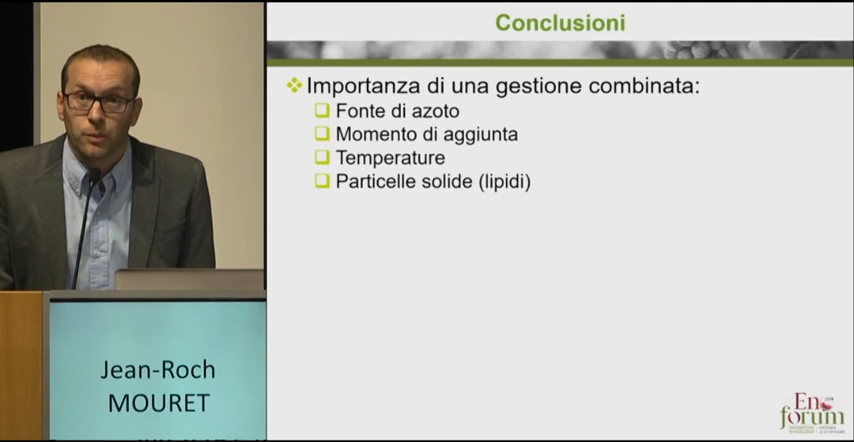 Conclusioni
Importanza di una gestione combinata:
Fonte di azoto
Momento di aggiunta
Temperature
Particelle solide (lipidi)
Jean-Roch
MOURET
En
forum